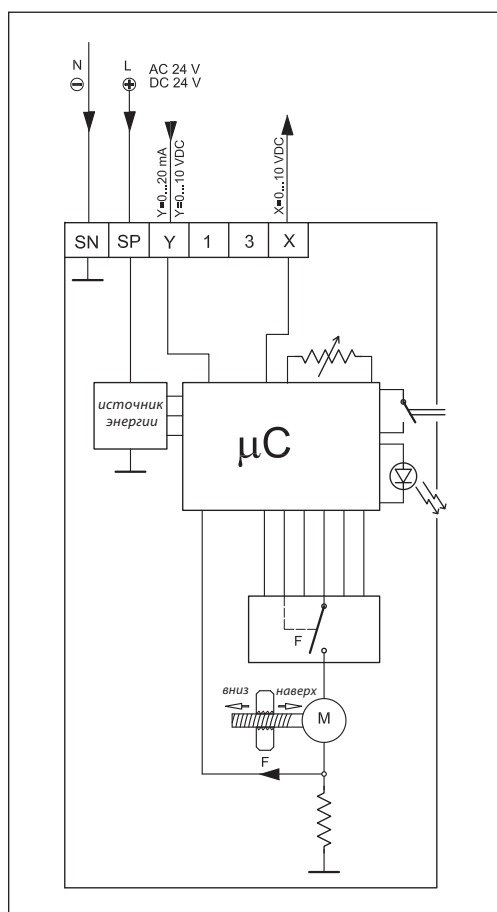 N
L
AC 24 V
DC 24 V
Y=0...20 mA
Y=0...10 VDC
X=0...10 VDC
SN SP Y 1 3 X
источник
энергии
µC
F
вниз
наверх
M
F